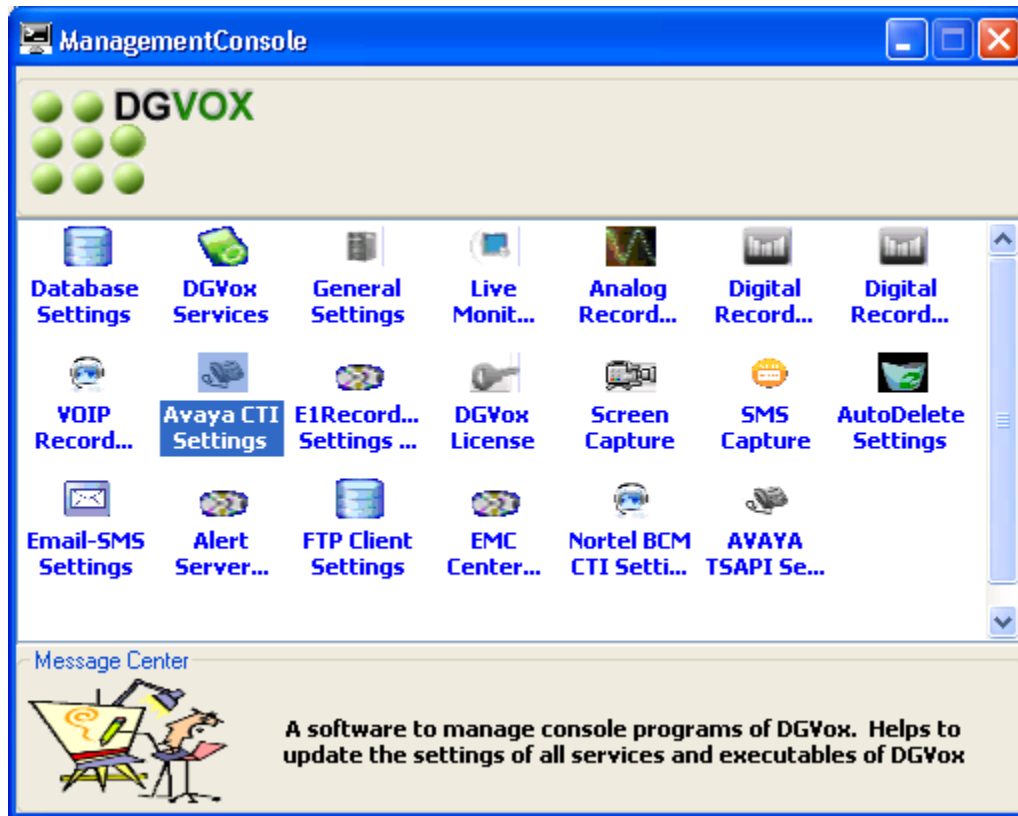 ManagementConsole
DGVOX
Database Settings
DGVox Services
General Settings
Live Monit...
Analog Record...
Digital Record...
Digital Record...
VOIP Record...
Avaya CTI Settings
E1Record... Settings ...
DGVox License
Screen Capture
SMS Capture
AutoDelete Settings
Email-SMS Settings
Alert Server...
FTP Client Settings
EMC Center...
Nortel BCM CTI Setti...
AVAYA TSAPI Se...
Message Center
A software to manage console programs of DGVox. Helps to
update the settings of all services and executables of DGVox